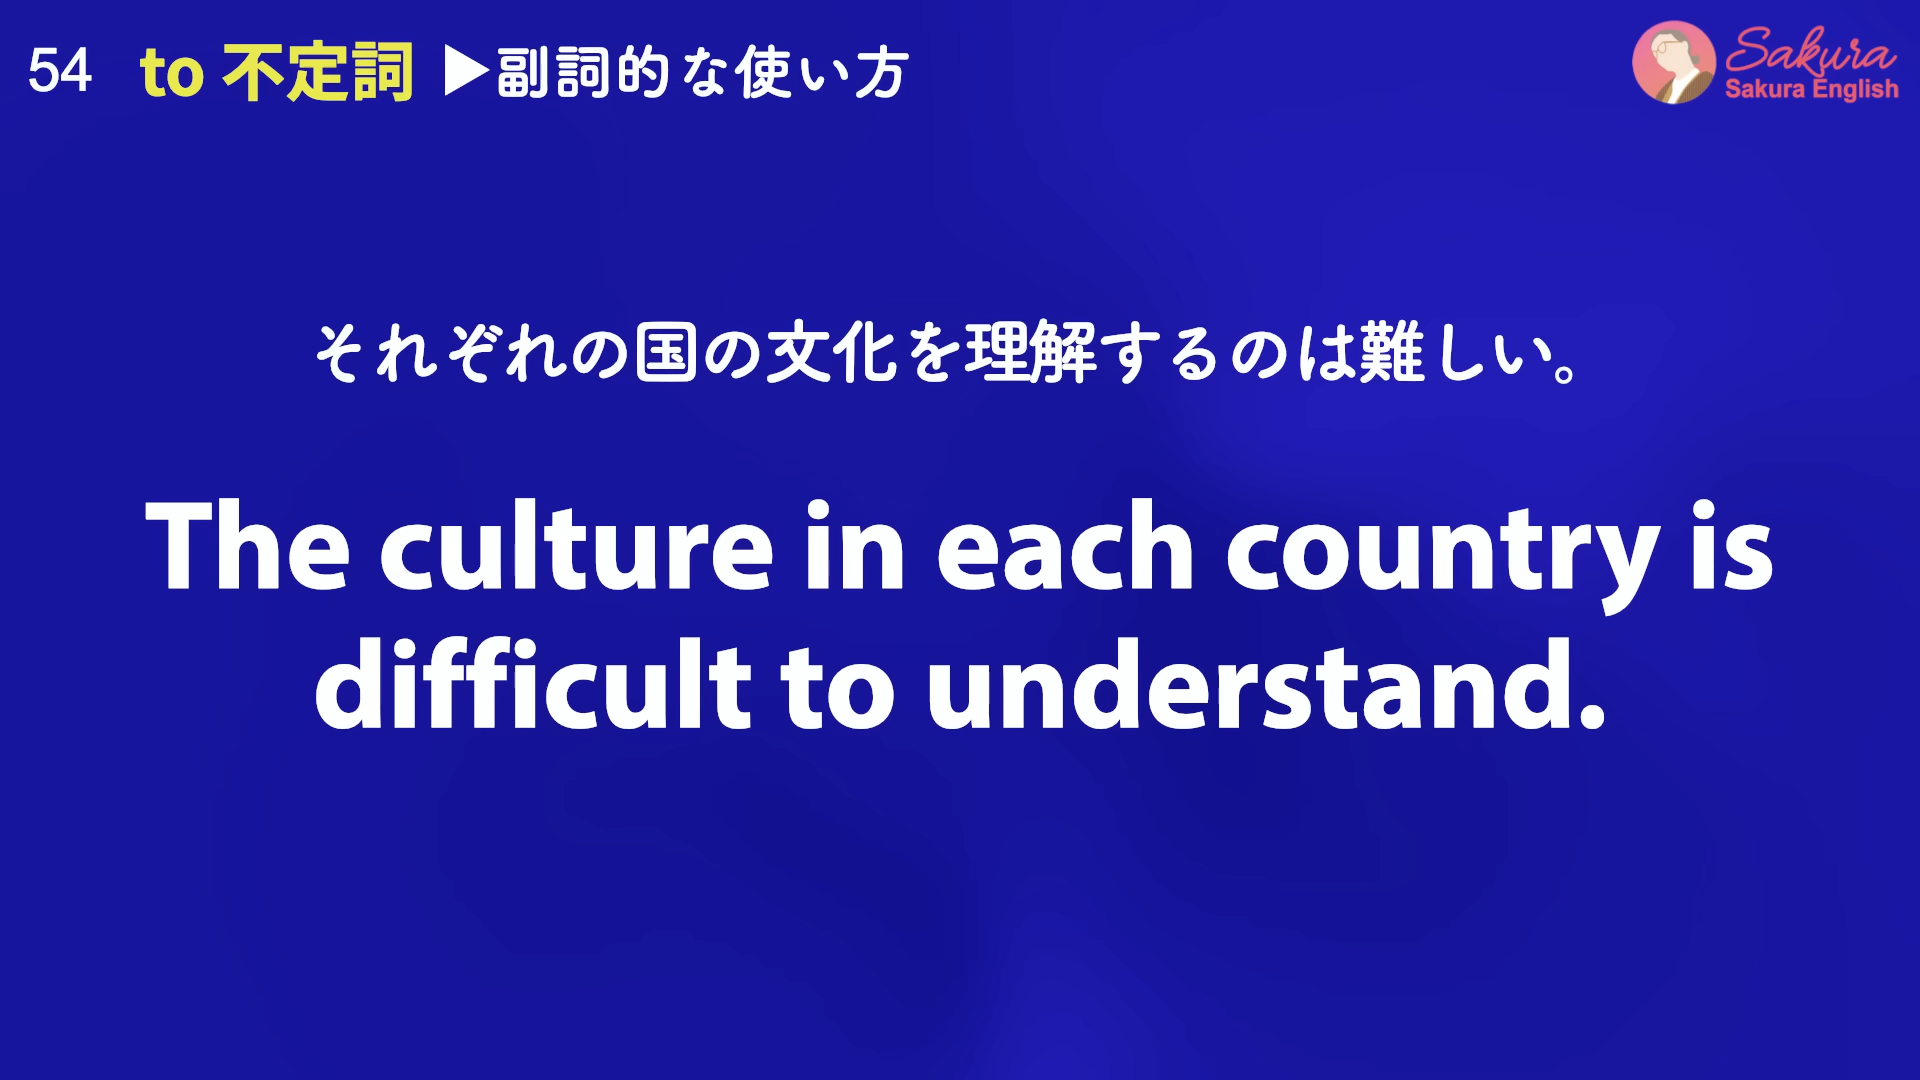 54 to 不定詞 ▶副詞的な使い方
Sakura
Sakura English
それぞれの国の文化を理解するのは難しい。
The culture in each country is
difficult to understand.